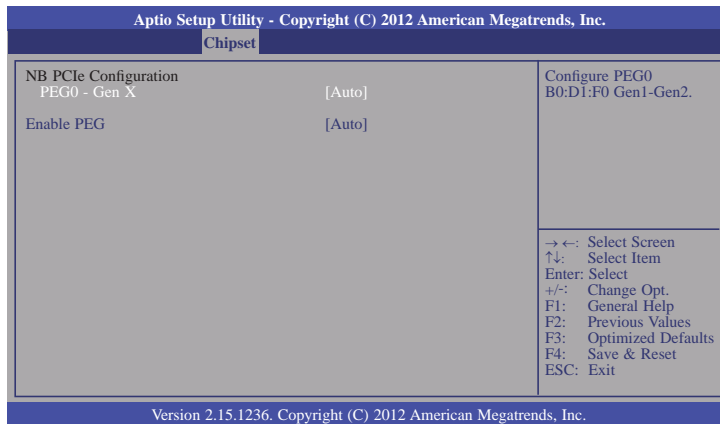 Aptio Setup Utility - Copyright (C) 2012 American Megatrends, Inc.
Chipset
NB PCIe Configuration
PEG0 - Gen X [Auto]
Enable PEG [Auto]
Configure PEG0
B0:D1:F0 Gen1-Gen2.
→ ←: Select Screen
↑↓: Select Item
Enter: Select
+/-: Change Opt.
F1: General Help
F2: Previous Values
F3: Optimized Defaults
F4: Save & Reset
ESC: Exit
Version 2.15.1236. Copyright (C) 2012 American Megatrends, Inc.